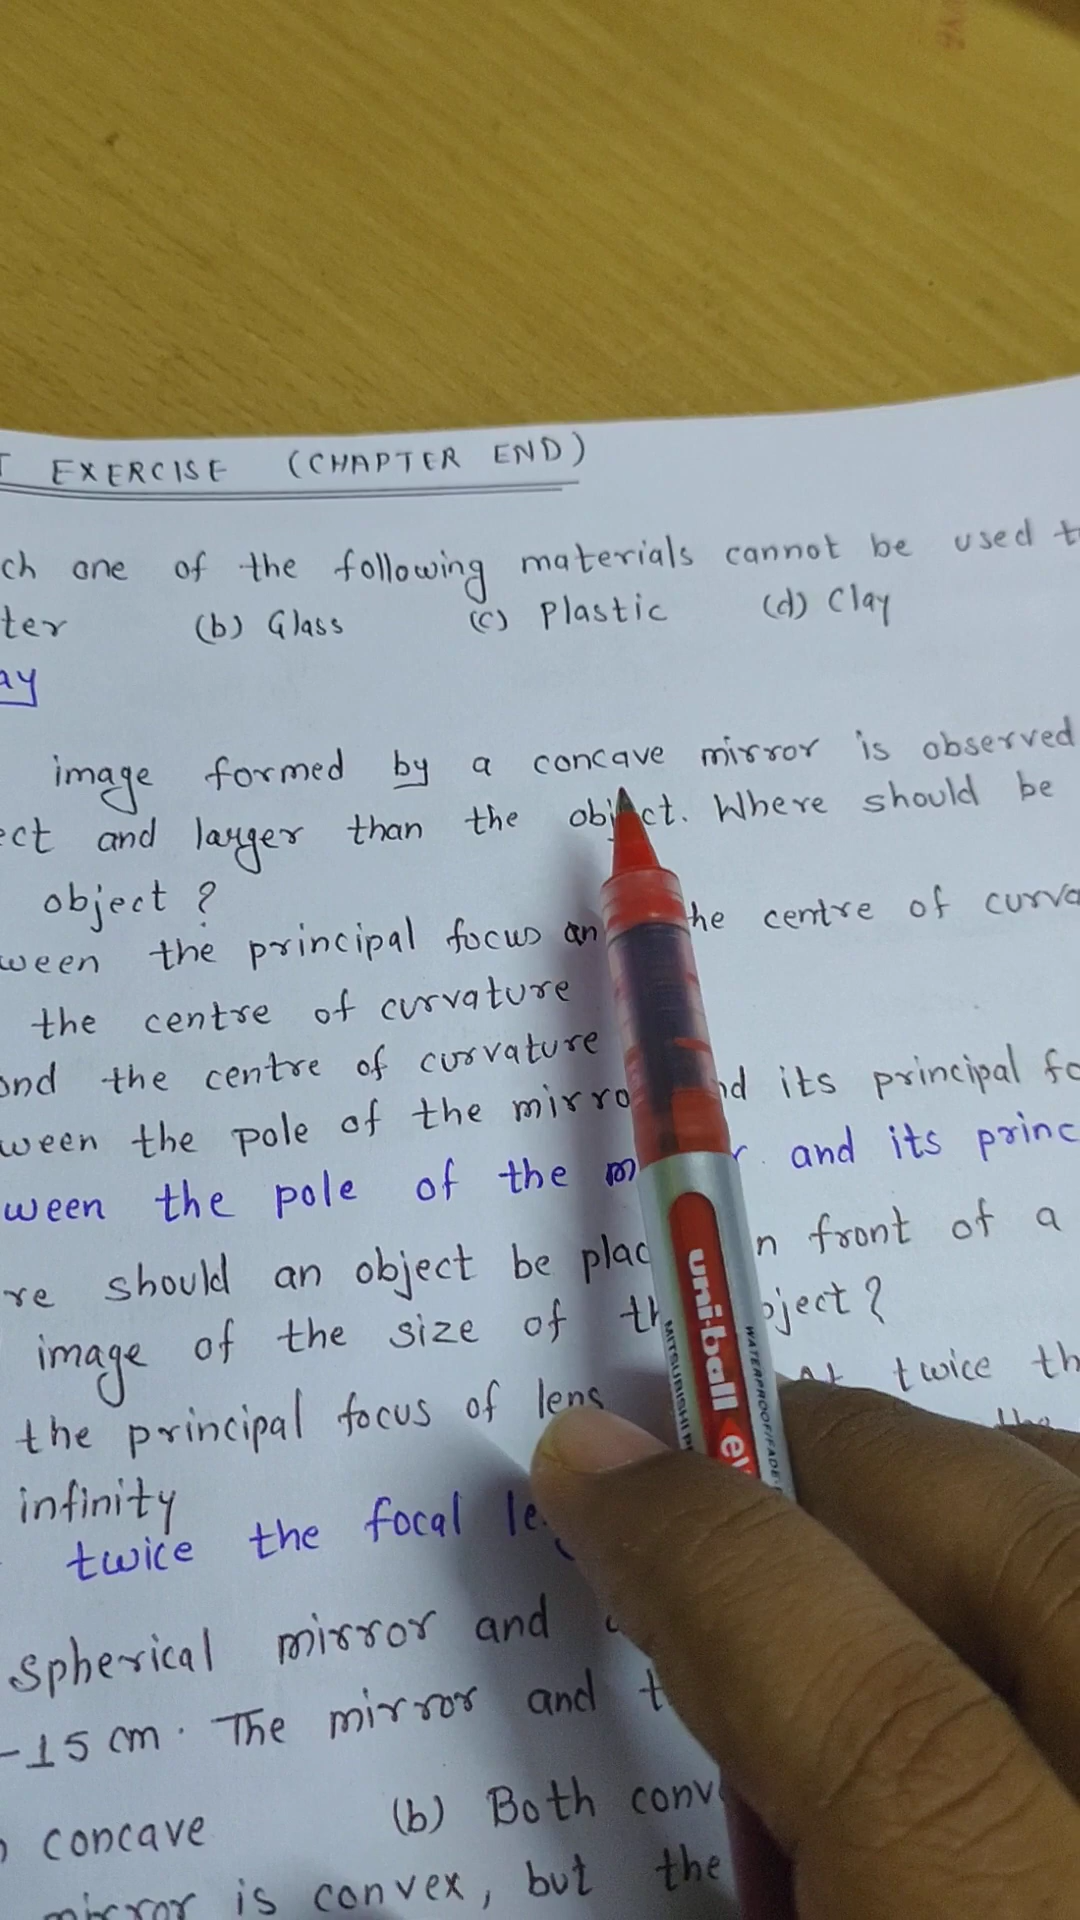 EXERCISE (CHAPTER END)
ch one of the following materials cannot be used t
ter (b) Glass (c) Plastic (d) Clay
ay
image formed by a concave mirror is observed
ect and larger than the object. Where should be
object ?
ween the principal focus an he centre of curva
the centre of curvature
ond the centre of curvature
ween the pole of the mirro nd its principal fo
ween the pole of the m r and its princ
re should an object be plac n front of a
image of the size of th bject ?
the principal focus of lens At twice th
infinity the
twice the focal le
spherical mirror and
-15 cm. The mirror and t
concave (b) Both conv
mirror is convex, but the
uni-ball
WATERPROOF/FADE
MITSUBISHI P